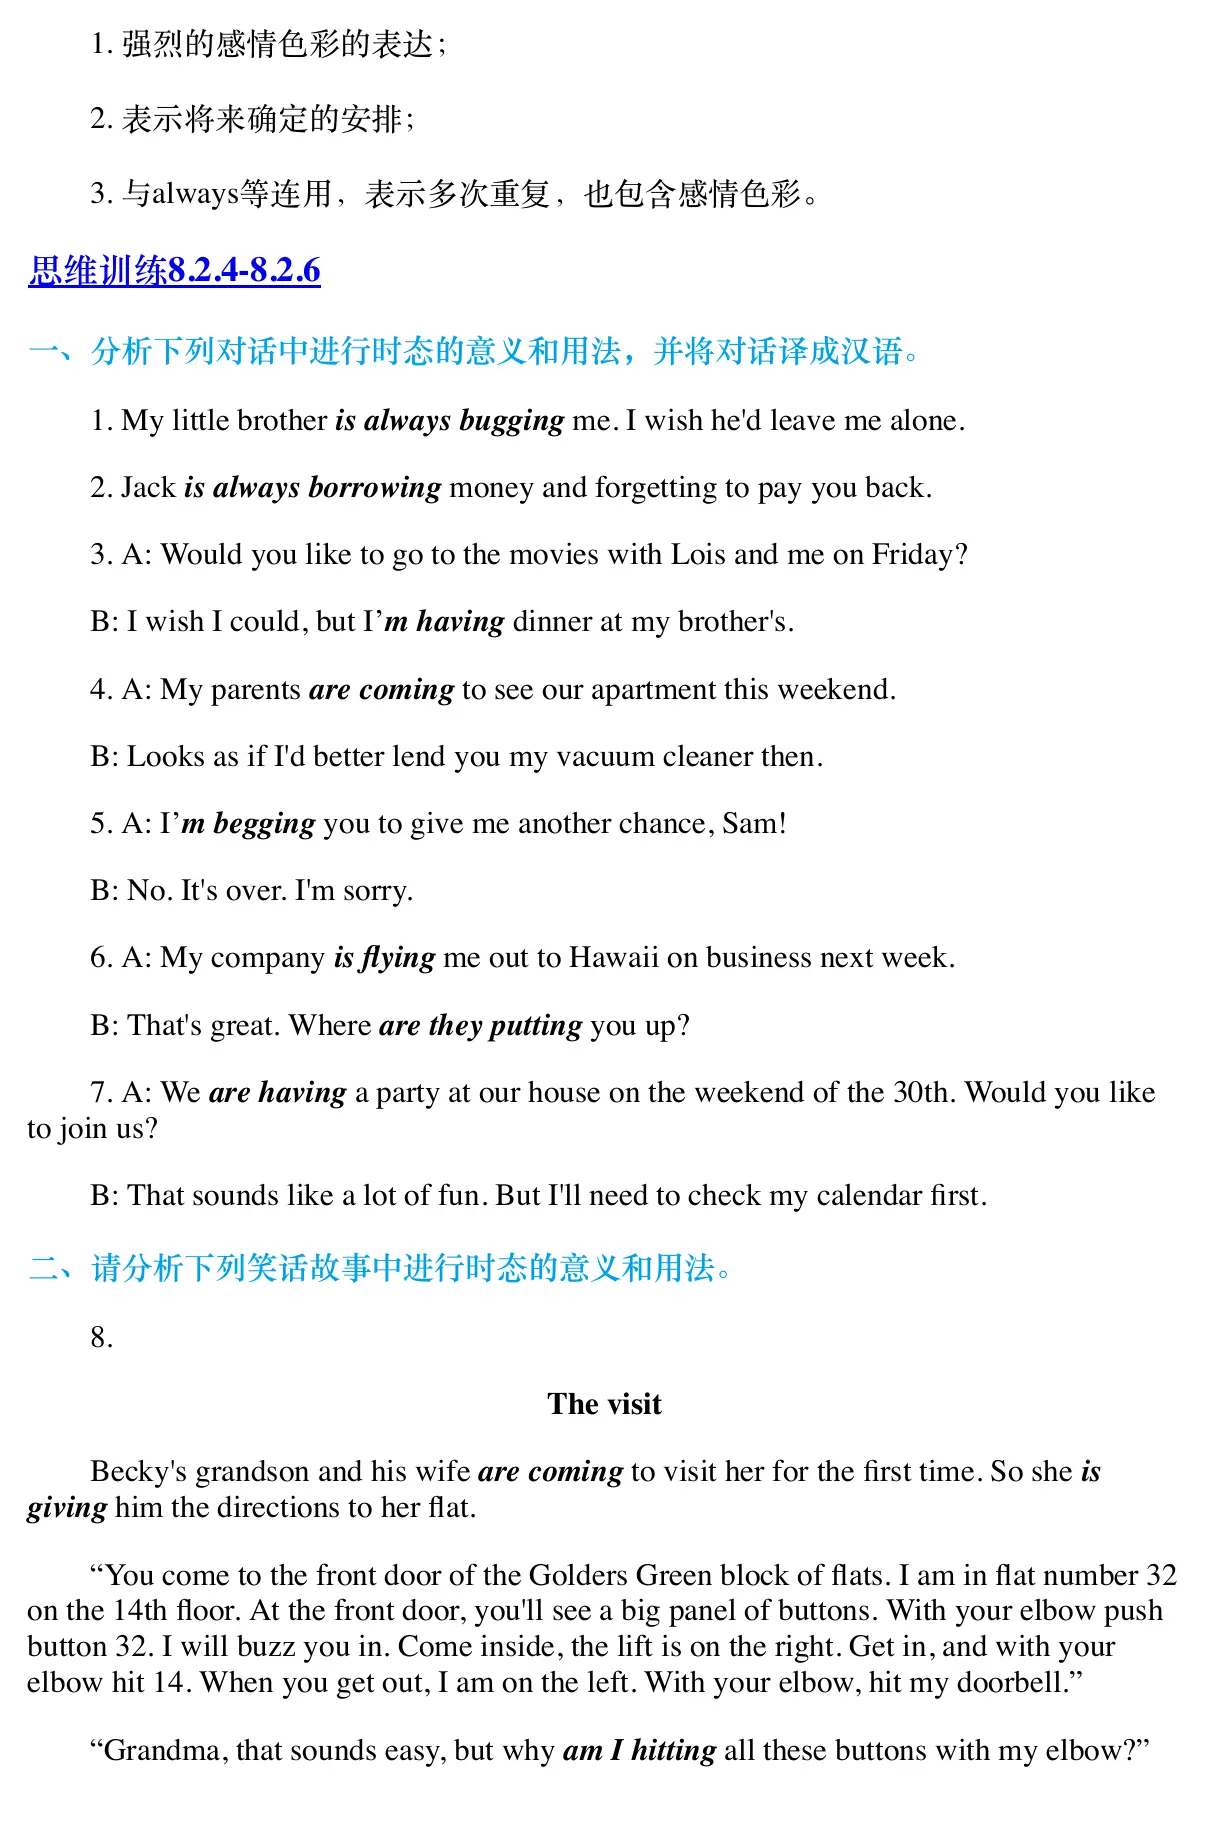 1. 强烈的感情色彩的表达；
2. 表示将来确定的安排；
3. 与always等连用，表示多次重复，也包含感情色彩。
思维训练8.2.4-8.2.6
一、分析下列对话中进行时态的意义和用法，并将对话译成汉语。
1. My little brother is always bugging me. I wish he'd leave me alone.
2. Jack is always borrowing money and forgetting to pay you back.
3. A: Would you like to go to the movies with Lois and me on Friday?
B: I wish I could, but I’m having dinner at my brother's.
4. A: My parents are coming to see our apartment this weekend.
B: Looks as if I'd better lend you my vacuum cleaner then.
5. A: I’m begging you to give me another chance, Sam!
B: No. It's over. I'm sorry.
6. A: My company is flying me out to Hawaii on business next week.
B: That's great. Where are they putting you up?
7. A: We are having a party at our house on the weekend of the 30th. Would you like
to join us?
B: That sounds like a lot of fun. But I'll need to check my calendar first.
二、请分析下列笑话故事中进行时态的意义和用法。
8.
The visit
Becky's grandson and his wife are coming to visit her for the first time. So she is
giving him the directions to her flat.
“You come to the front door of the Golders Green block of flats. I am in flat number 32
on the 14th floor. At the front door, you'll see a big panel of buttons. With your elbow push
button 32. I will buzz you in. Come inside, the lift is on the right. Get in, and with your
elbow hit 14. When you get out, I am on the left. With your elbow, hit my doorbell.”
“Grandma, that sounds easy, but why am I hitting all these buttons with my elbow?”